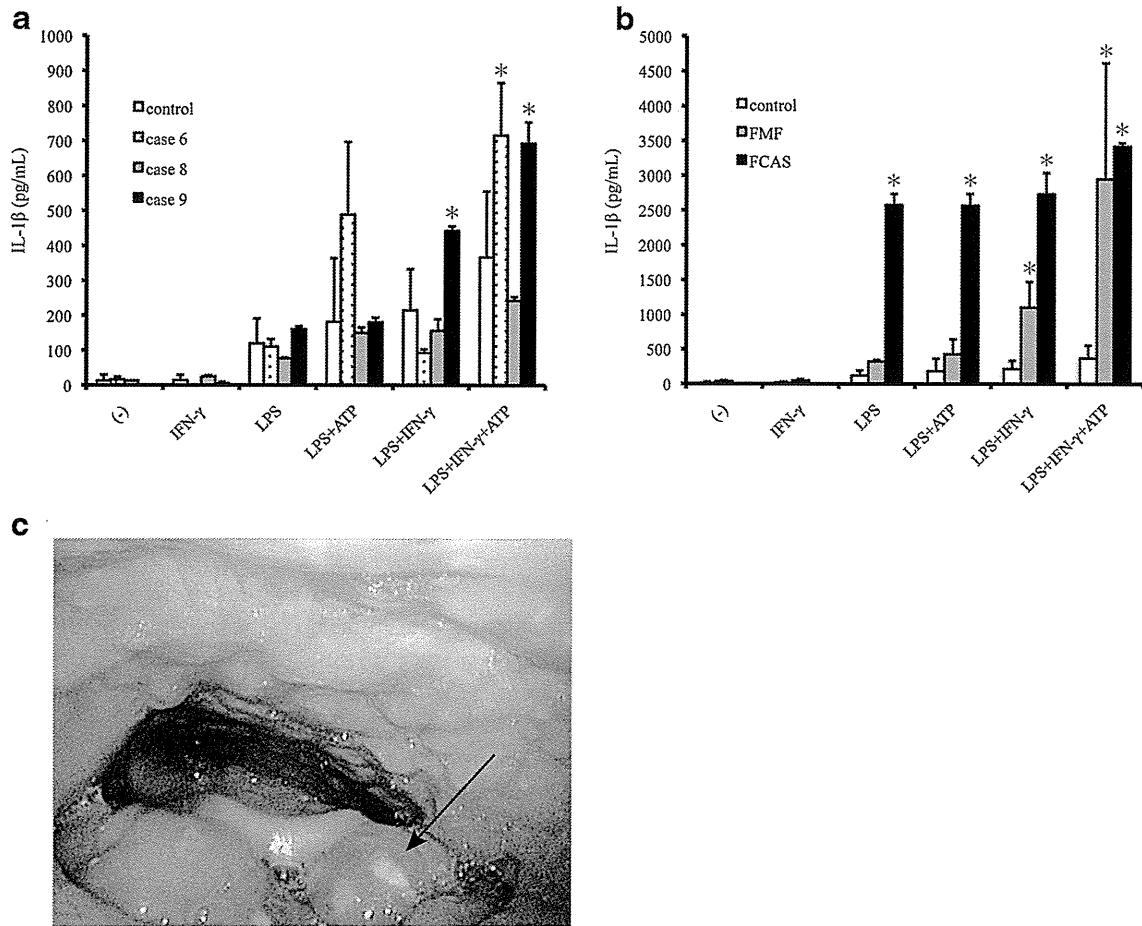 a
1000
900
800
700
600
500
400
300
200
100
0
IL-1β (pg/mL)
control
case 6
case 8
case 9
*
*
*
(-)
IFN-γ
LPS
LPS+ATP
LPS+IFN-γ
LPS+IFN-γ+ATP
b
5000
4500
4000
3500
3000
2500
2000
1500
1000
500
0
IL-1β (pg/mL)
control
FMF
FCAS
*
*
*
*
*
*
(-)
IFN-γ
LPS
LPS+ATP
LPS+IFN-γ
LPS+IFN-γ+ATP
c